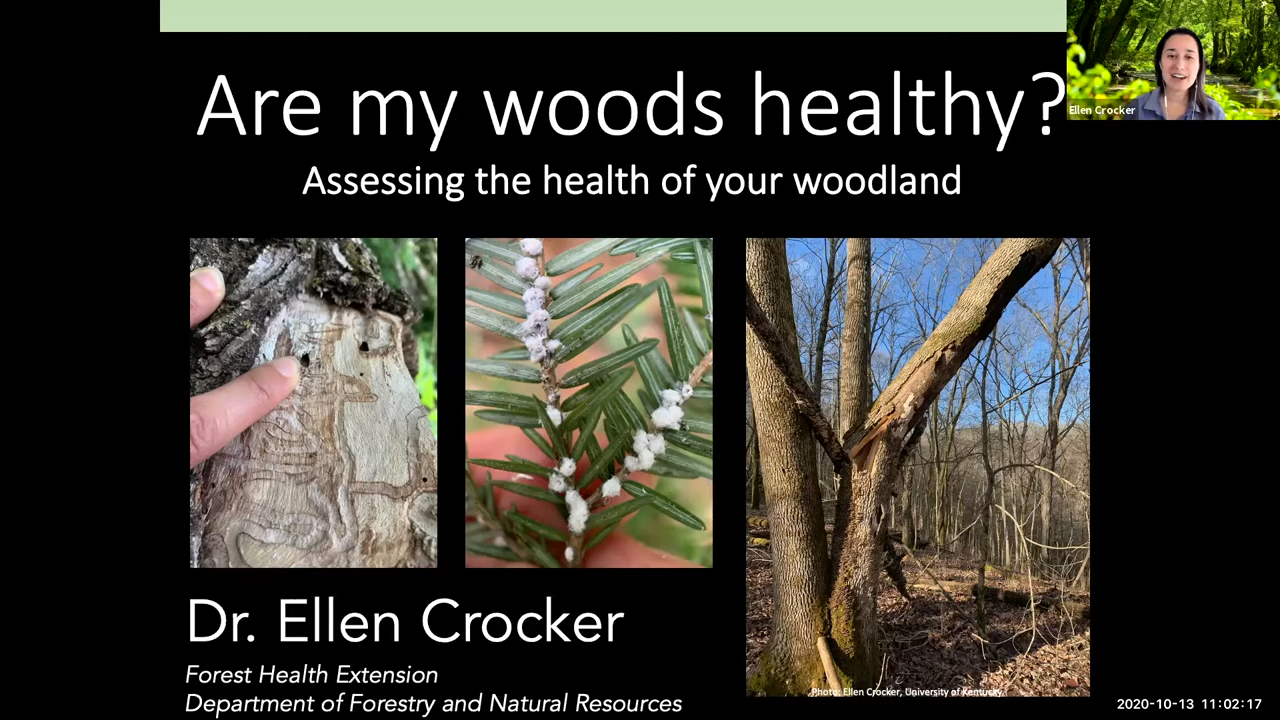 Are my woods healthy?
Ellen Crocker
Assessing the health of your woodland
Dr. Ellen Crocker
Forest Health Extension
Department of Forestry and Natural Resources
Photo: Ellen Crocker, University of Kentucky
2020-10-13 11:02:17